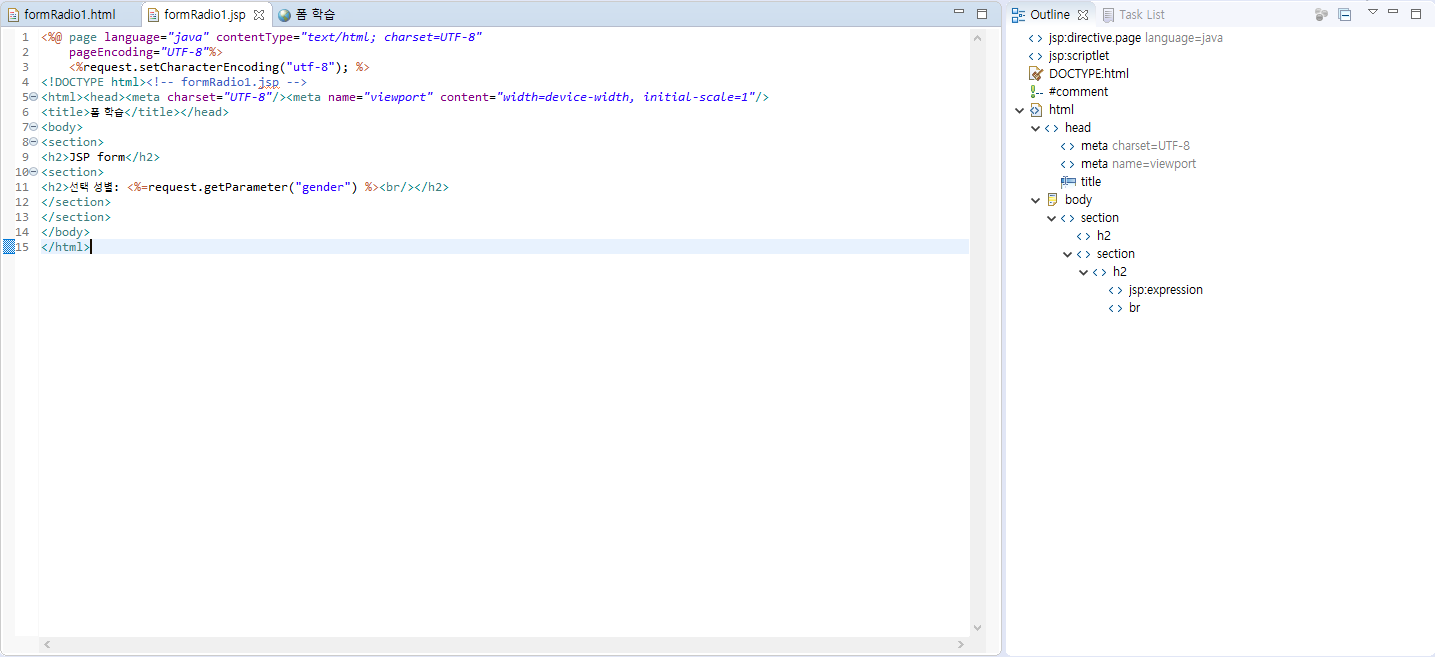 formRadio1.html
formRadio1.jsp
폼 학습
1 <%@ page language="java" contentType="text/html; charset=UTF-8"
2 pageEncoding="UTF-8"%>
3 <%request.setCharacterEncoding("utf-8"); %>
4 <!DOCTYPE html><!-- formRadio1.jsp -->
5 <html><head><meta charset="UTF-8"/><meta name="viewport" content="width=device-width, initial-scale=1"/>
6 <title>폼 학습</title></head>
7 <body>
8 <section>
9 <h2>JSP form</h2>
10 <section>
11 <h2>선택 성별: <%=request.getParameter("gender") %><br/></h2>
12 </section>
13 </section>
14 </body>
15 </html>
Outline
Task List
jsp:directive.page language=java
jsp:scriptlet
DOCTYPE:html
#comment
html
head
meta charset=UTF-8
meta name=viewport
title
body
section
h2
section
h2
jsp:expression
br